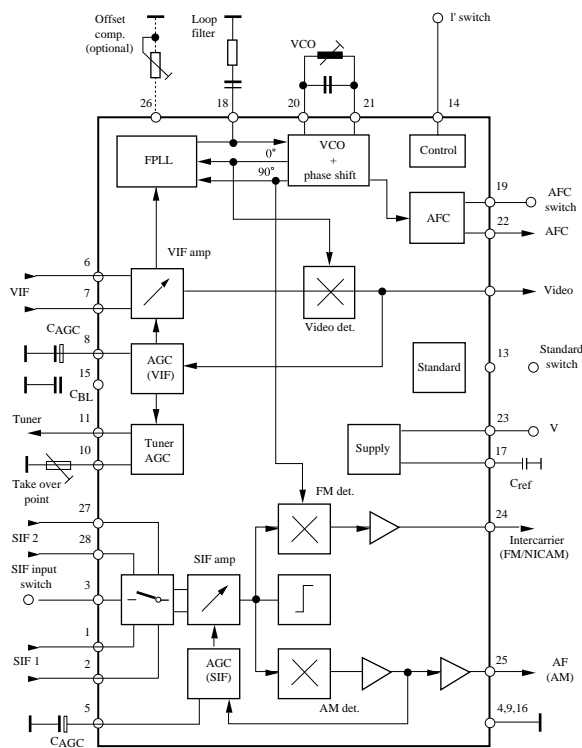 Offset
comp.
(optional)
Loop
filter
VCO
l' switch
26
18
20
21
14
FPLL
0°
90°
VCO
+
phase shift
Control
19
AFC
switch
AFC
22
AFC
VIF amp
6
VIF
7
Video det.
Video
CAGC
8
AGC
(VIF)
15
CBL
Standard
13
Standard
switch
Tuner
11
Tuner
AGC
10
Take over
point
Supply
23
V
17
Cref
27
SIF 2
28
SIF input
switch
3
SIF amp
FM det.
24
Intercarrier
(FM/NICAM)
1
SIF 1
2
AGC
(SIF)
AM det.
25
AF
(AM)
5
CAGC
4,9,16